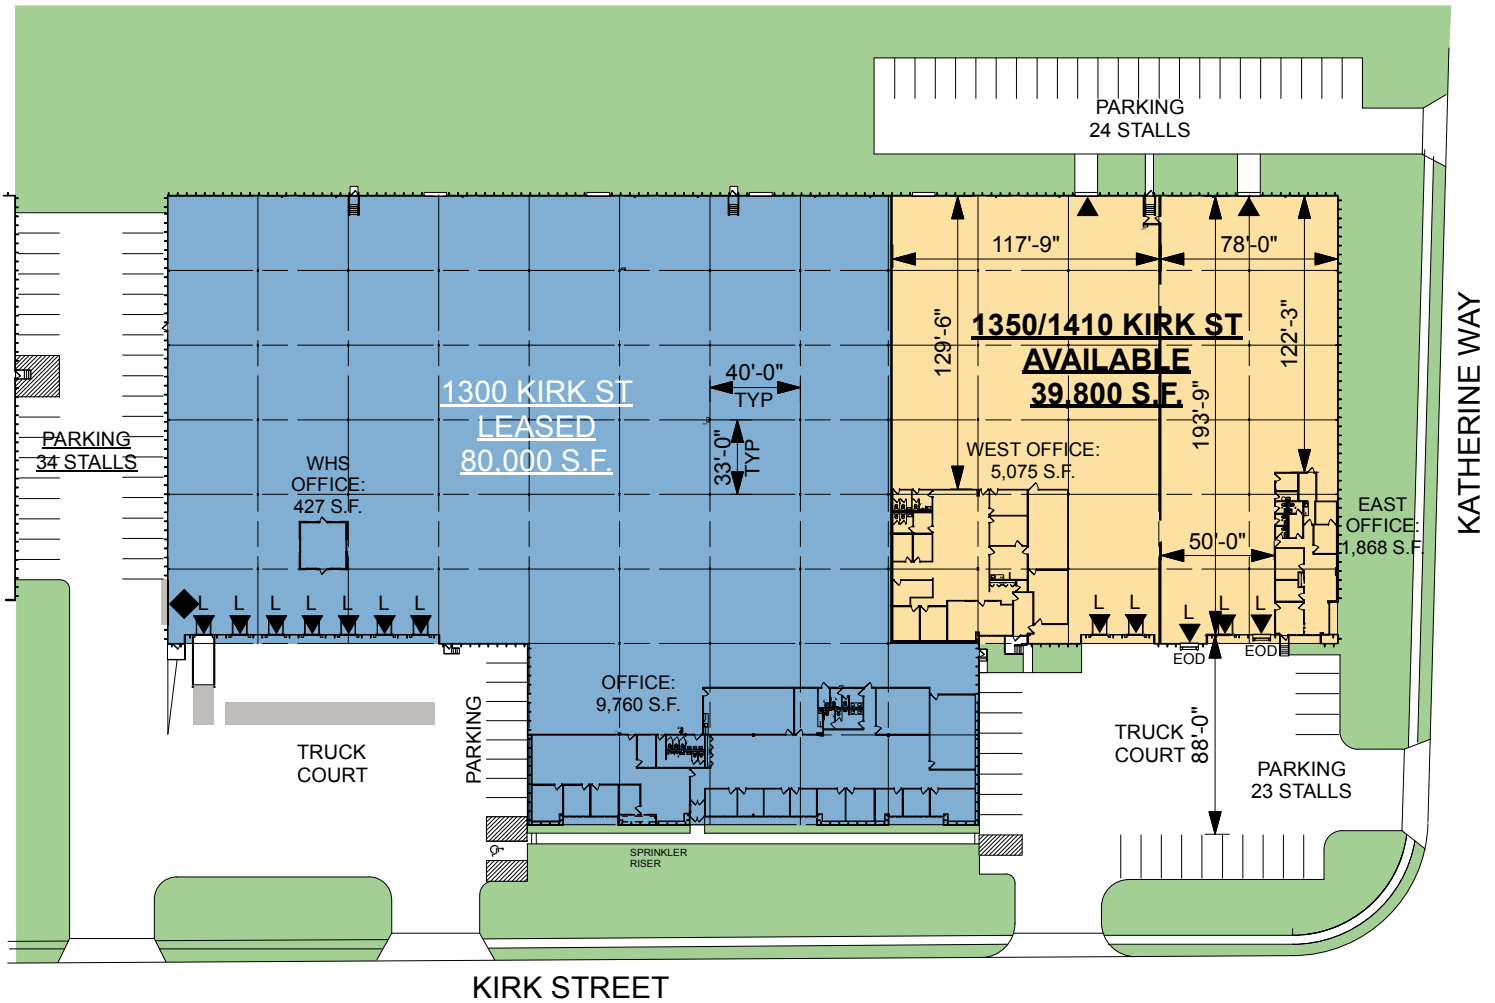 PARKING
24 STALLS
117'-9"
78'-0"
129'-6"
122'-3"
193'-9"
1350/1410 KIRK ST
AVAILABLE
39,800 S.F.
KATHERINE WAY
40'-0"
TYP
33'-0"
TYP
1300 KIRK ST
LEASED
80,000 S.F.
PARKING
34 STALLS
WHS
OFFICE:
427 S.F.
WEST OFFICE:
5,075 S.F.
EAST
OFFICE:
1,868 S.F.
50'-0"
L
L
L
L
L
L
L
L
L
L
L
L
EOD
EOD
OFFICE:
9,760 S.F.
PARKING
TRUCK
COURT
TRUCK
COURT
88'-0"
PARKING
23 STALLS
SPRINKLER
RISER
KIRK STREET